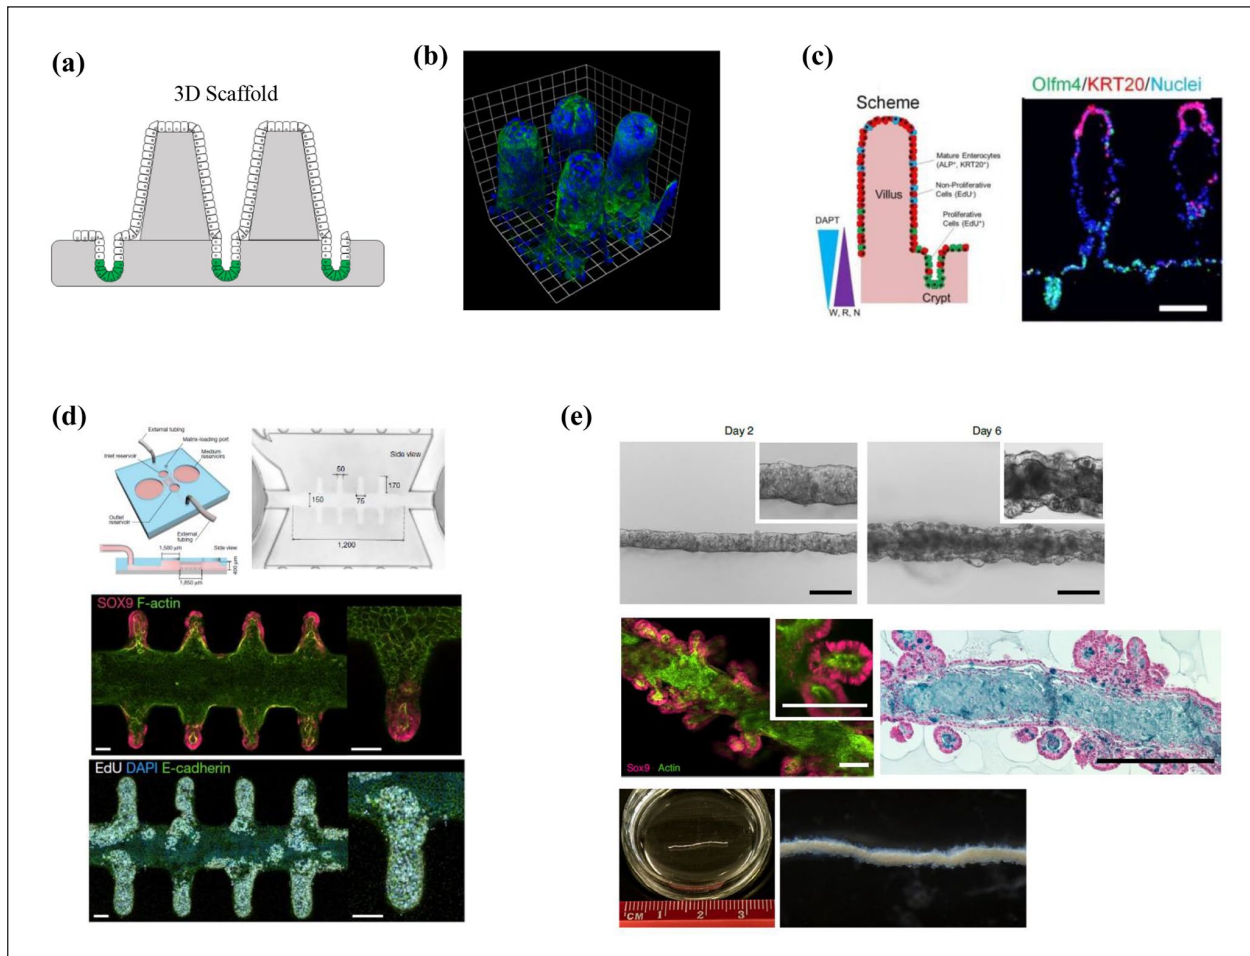 (a)
3D Scaffold
(b)
(c)
Scheme
Villus
Mature Enterocytes
(ALP⁺, KRT20⁺)
Non-Proliferative
Cells (EdU⁻)
Proliferative
Cells (EdU⁺)
DAPT
W, R, N
Crypt
Olfm4/KRT20/Nuclei
(d)
External tubing
Matrix-loading port
Inlet reservoir
Medium
reservoirs
Outlet
reservoir
External
tubing
1,500 µm
Side view
400 µm
1,850 µm
Side view
50
170
150
75
1,200
SOX9 F-actin
EdU DAPI E-cadherin
(e)
Day 2
Day 6
Sox9 Actin
CM 1 2 3